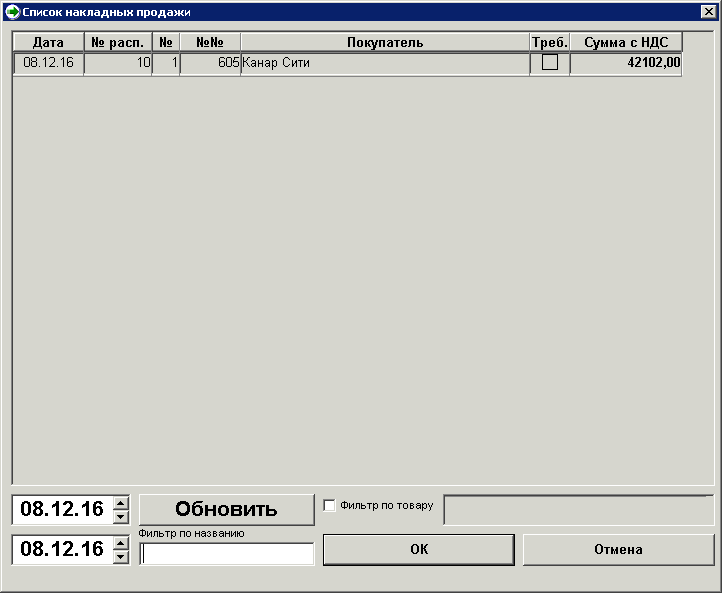 Список накладных продажи
Дата № расп. № №№ Покупатель Треб. Сумма с НДС
08.12.16 10 1 605 Канар Сити 42102,00
08.12.16 Обновить Фильтр по товару
Фильтр по названию
08.12.16 ОК Отмена